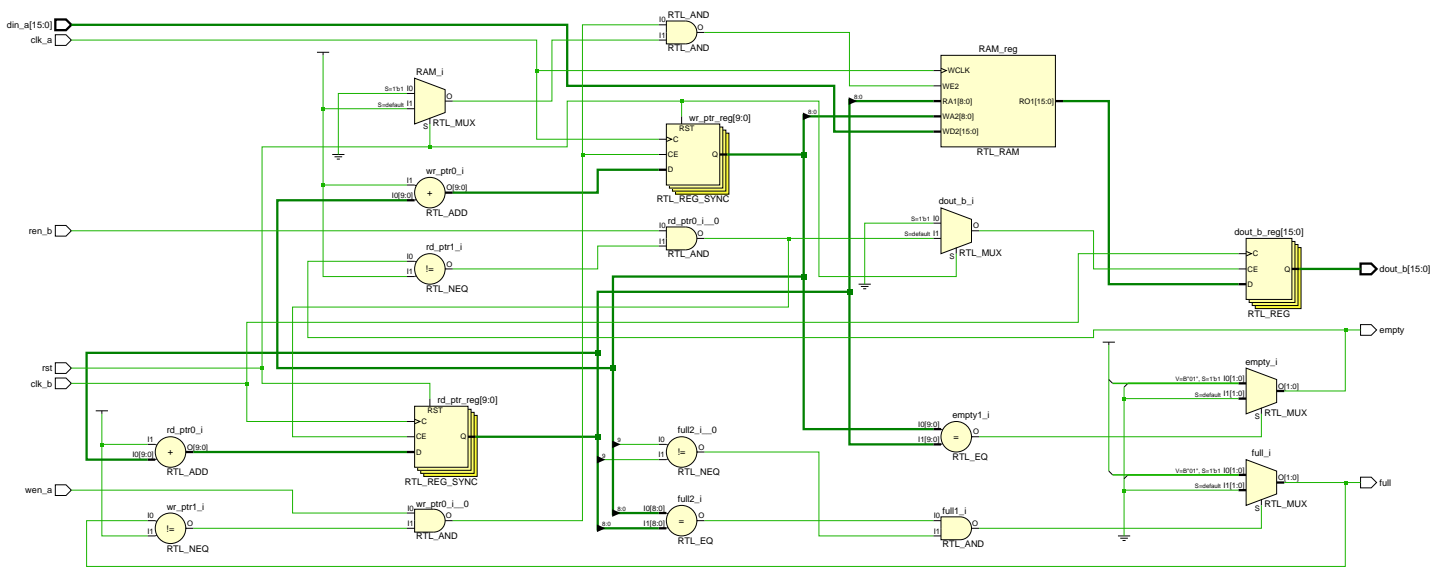 RTL_AND
din_a[15:0]
I0
O
clk_a
I1
RTL_AND
RAM_reg
RAM_i
WCLK
S=1'b1 I0
O
WE2
S=default I1
8:0
RA1[8:0]
RO1[15:0]
8:0
WA2[8:0]
wr_ptr_reg[9:0]
S
RTL_MUX
RST
WD2[15:0]
C
RTL_RAM
CE
Q
D
wr_ptr0_i
I1
O[9:0]
I0[9:0]
+
RTL_REG_SYNC
RTL_ADD
dout_b_i
rd_ptr0_i__0
S=1'b1 I0
O
ren_b
I0
O
S=default I1
dout_b_reg[15:0]
I1
rd_ptr1_i
RTL_AND
S
RTL_MUX
C
I0
O
!=
I1
CE
Q
dout_b[15:0]
RTL_NEQ
D
RTL_REG
empty
rst
empty_i
clk_b
V=B"01", S=1'b1 I0[1:0]
O[1:0]
S=default I1[1:0]
rd_ptr_reg[9:0]
RST
S
RTL_MUX
C
empty1_i
rd_ptr0_i
full2_i__0
I0[9:0]
O
CE
Q
I1
O[9:0]
9
I0
O
=
I1[9:0]
D
I0[9:0]
+
9
I1
!=
RTL_EQ
full_i
RTL_ADD
RTL_NEQ
V=B"01", S=1'b1 I0[1:0]
O[1:0]
full
RTL_REG_SYNC
S=default I1[1:0]
wen_a
full2_i
S
RTL_MUX
wr_ptr1_i
wr_ptr0_i__0
8:0
I0[8:0]
O
full1_i
I0
O
I0
O
I0
O
!=
=
I1
I1
8:0
I1[8:0]
I1
RTL_NEQ
RTL_AND
RTL_EQ
RTL_AND